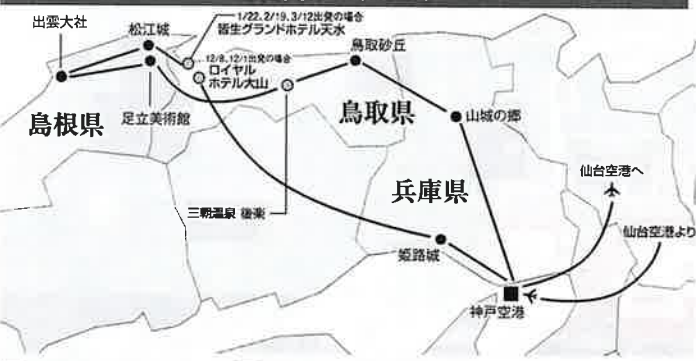 1/22、2/19、3/12出発の場合
皆生グランドホテル天水
出雲大社
松江城
12/8、12/1出発の場合
ロイヤル
ホテル大山
鳥取砂丘
島根県
足立美術館
鳥取県
山城の郷
兵庫県
仙台空港へ
三朝温泉 後楽
姫路城
仙台空港より
神戸空港